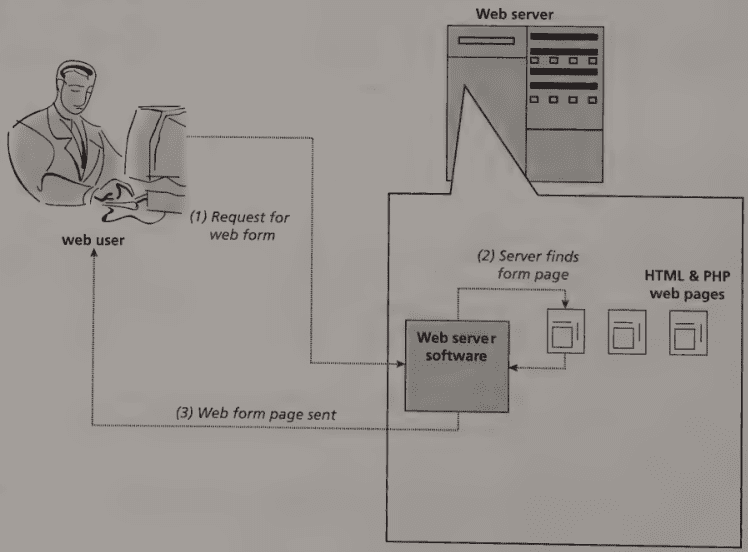 Web server
(1) Request for
web form
web user
(2) Server finds
form page
HTML & PHP
web pages
Web server
software
(3) Web form page sent